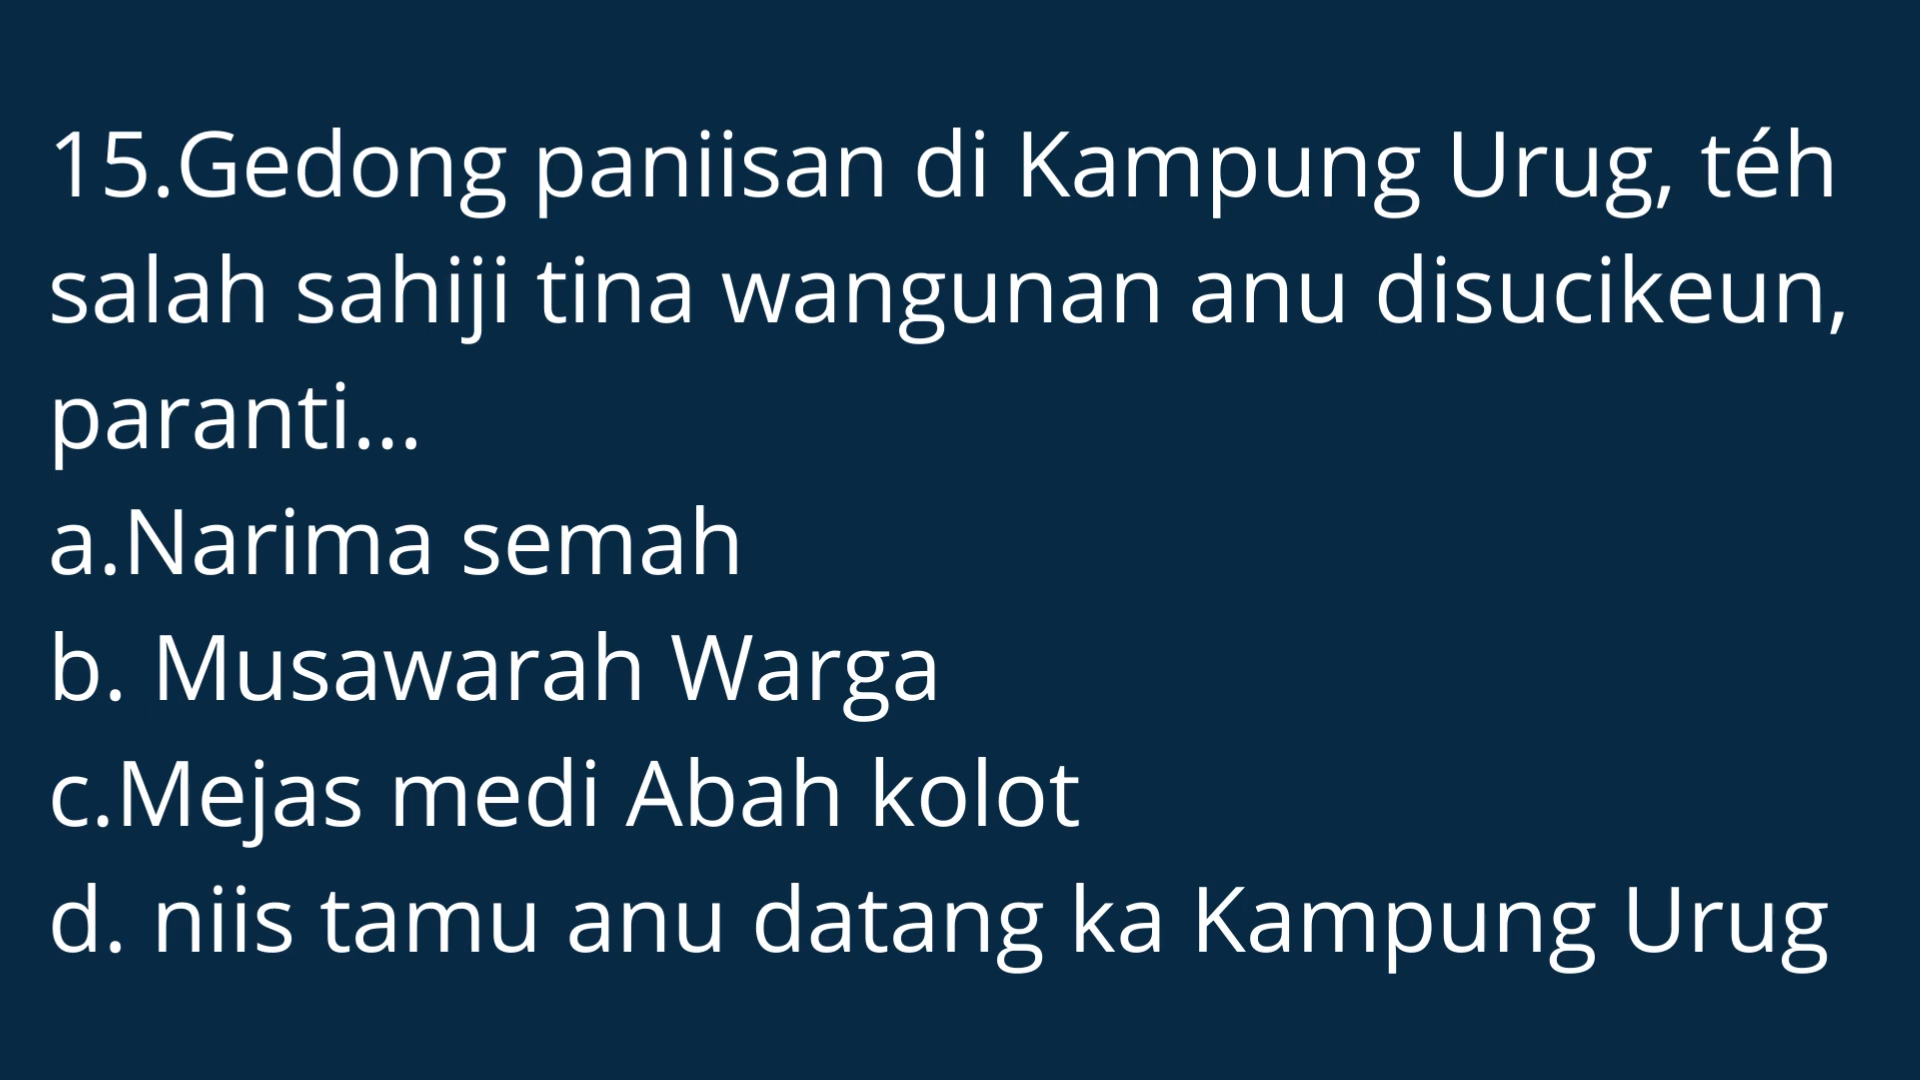 15.Gedong paniisan di Kampung Urug, téh
salah sahiji tina wangunan anu disucikeun,
paranti...
a.Narima semah
b. Musawarah Warga
c.Mejas medi Abah kolot
d. niis tamu anu datang ka Kampung Urug